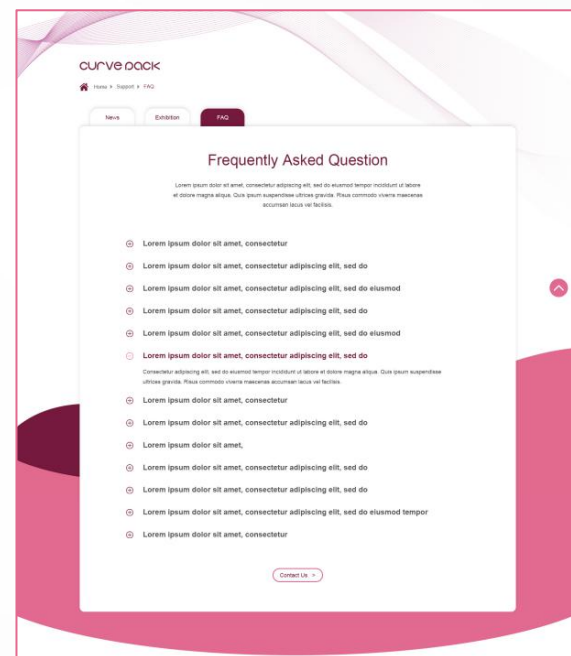 curve pack
Home > Support > FAQ
News
Exhibition
FAQ
Frequently Asked Question
Lorem ipsum dolor sit amet, consectetur adipiscing elit, sed do eiusmod tempor incididunt ut labore
et dolore magna aliqua. Quis ipsum suspendisse ultrices gravida. Risus commodo viverra maecenas
accumsan lacus vel facilisis.
Lorem ipsum dolor sit amet, consectetur
Lorem ipsum dolor sit amet, consectetur adipiscing elit, sed do
Lorem ipsum dolor sit amet, consectetur adipiscing elit, sed do eiusmod
Lorem ipsum dolor sit amet, consectetur adipiscing elit, sed do
Lorem ipsum dolor sit amet, consectetur adipiscing elit, sed do eiusmod
Lorem ipsum dolor sit amet, consectetur adipiscing elit, sed do
Consectetur adipiscing elit, sed do eiusmod tempor incididunt ut labore et dolore magna aliqua. Quis ipsum suspendisse
ultrices gravida. Risus commodo viverra maecenas accumsan lacus vel facilisis.
Lorem ipsum dolor sit amet, consectetur
Lorem ipsum dolor sit amet, consectetur adipiscing elit, sed do
Lorem ipsum dolor sit amet,
Lorem ipsum dolor sit amet, consectetur adipiscing elit, sed do
Lorem ipsum dolor sit amet, consectetur adipiscing elit, sed do
Lorem ipsum dolor sit amet, consectetur adipiscing elit, sed do eiusmod tempor
Lorem ipsum dolor sit amet, consectetur
Contact Us >